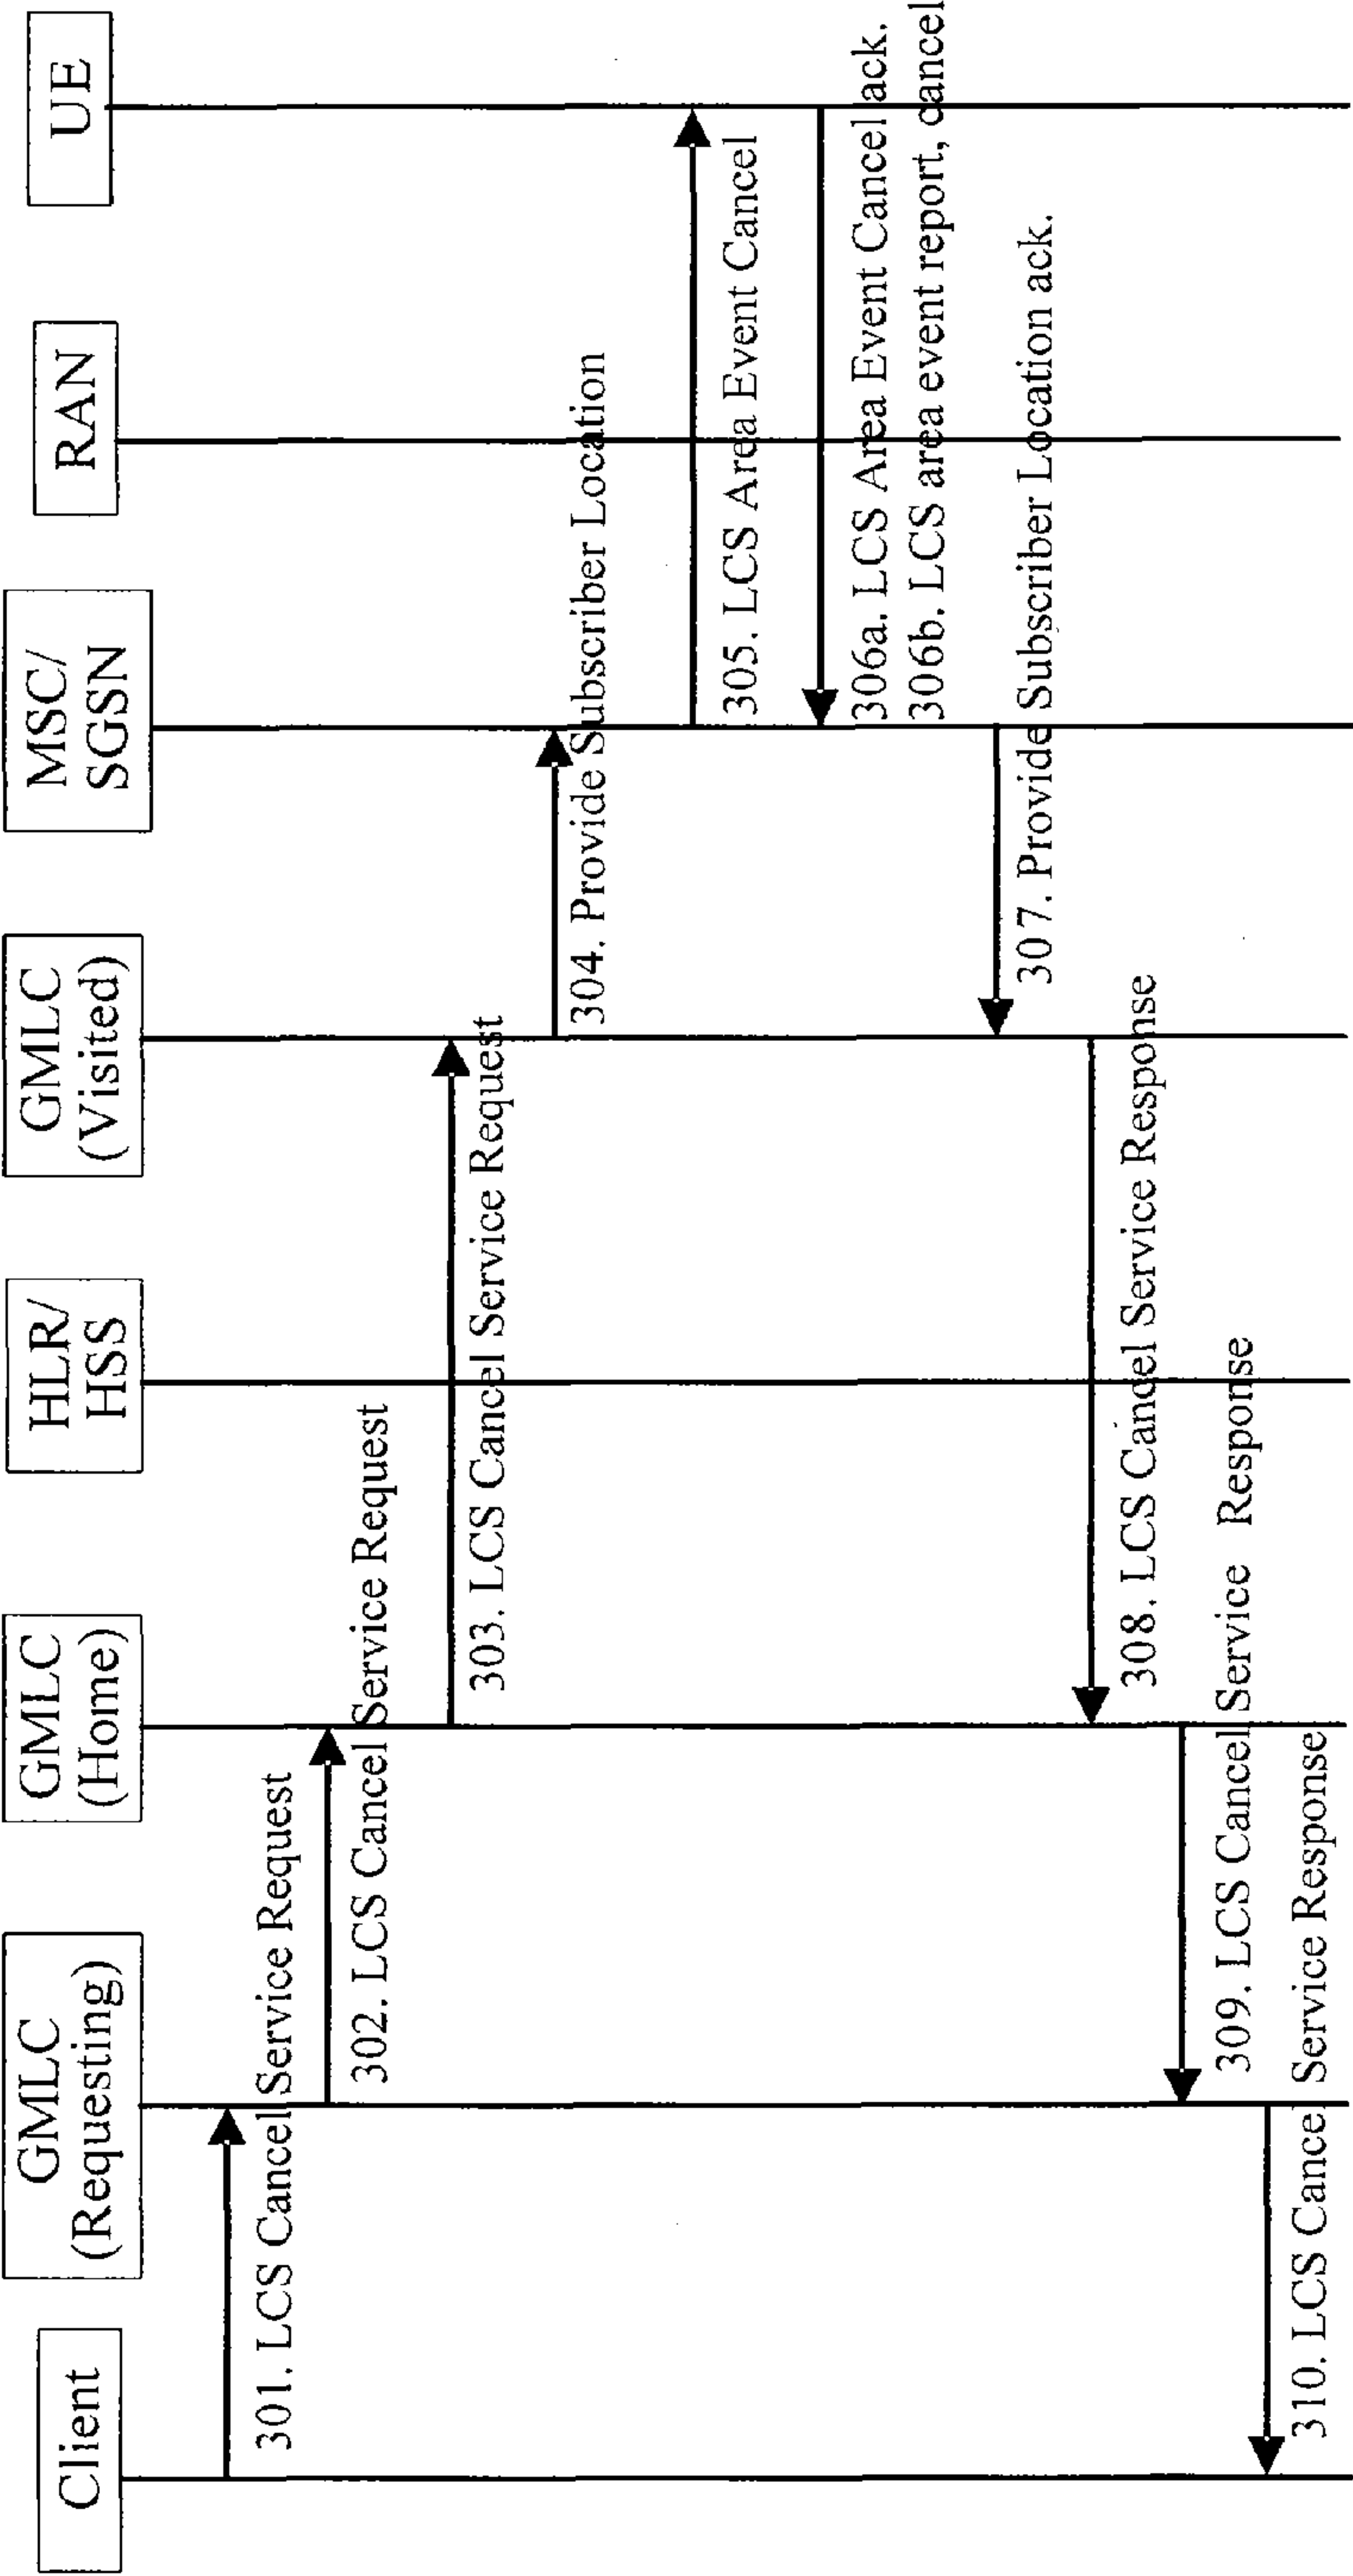 Client
GMLC
(Requesting)
GMLC
(Home)
HLR/
HSS
GMLC
(Visited)
MSC/
SGSN
RAN
UE
301. LCS Cancel Service Request
302. LCS Cancel Service Request
303. LCS Cancel Service Request
304. Provide Subscriber Location
305. LCS Area Event Cancel
306a. LCS Area Event Cancel ack.
306b. LCS area event report, cancel
307. Provide Subscriber Location ack.
308. LCS Cancel Service Response
309. LCS Cancel Service Response
310. LCS Cancel Service Response